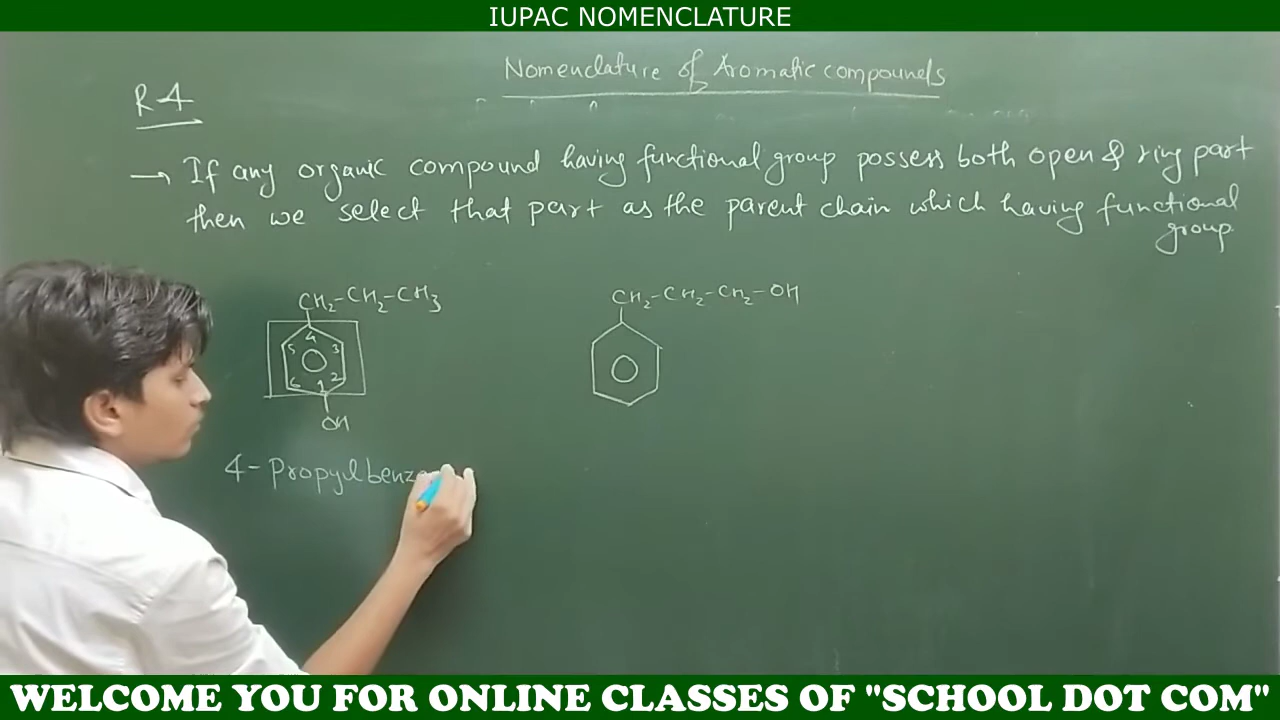 IUPAC NOMENCLATURE
Nomenclature of Aromatic compounds
R-4
→ If any organic compound having functional group possess both open & ring part
then we select that part as the parent chain which having functional
group
CH2-CH2-CH3
CH2-CH2-CH2-OH
4
5 3
6 2
1
OH
4- Propylbenze
WELCOME YOU FOR ONLINE CLASSES OF "SCHOOL DOT COM"